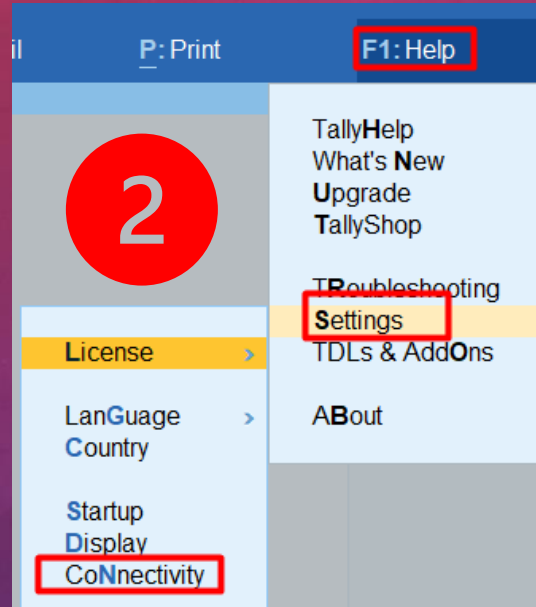 il P: Print F1: Help
TallyHelp
What's New
Upgrade
TallyShop
TRoubleshooting
Settings
TDLs & AddOns
ABout
2
License >
LanGuage >
Country
Startup
Display
CoNnectivity